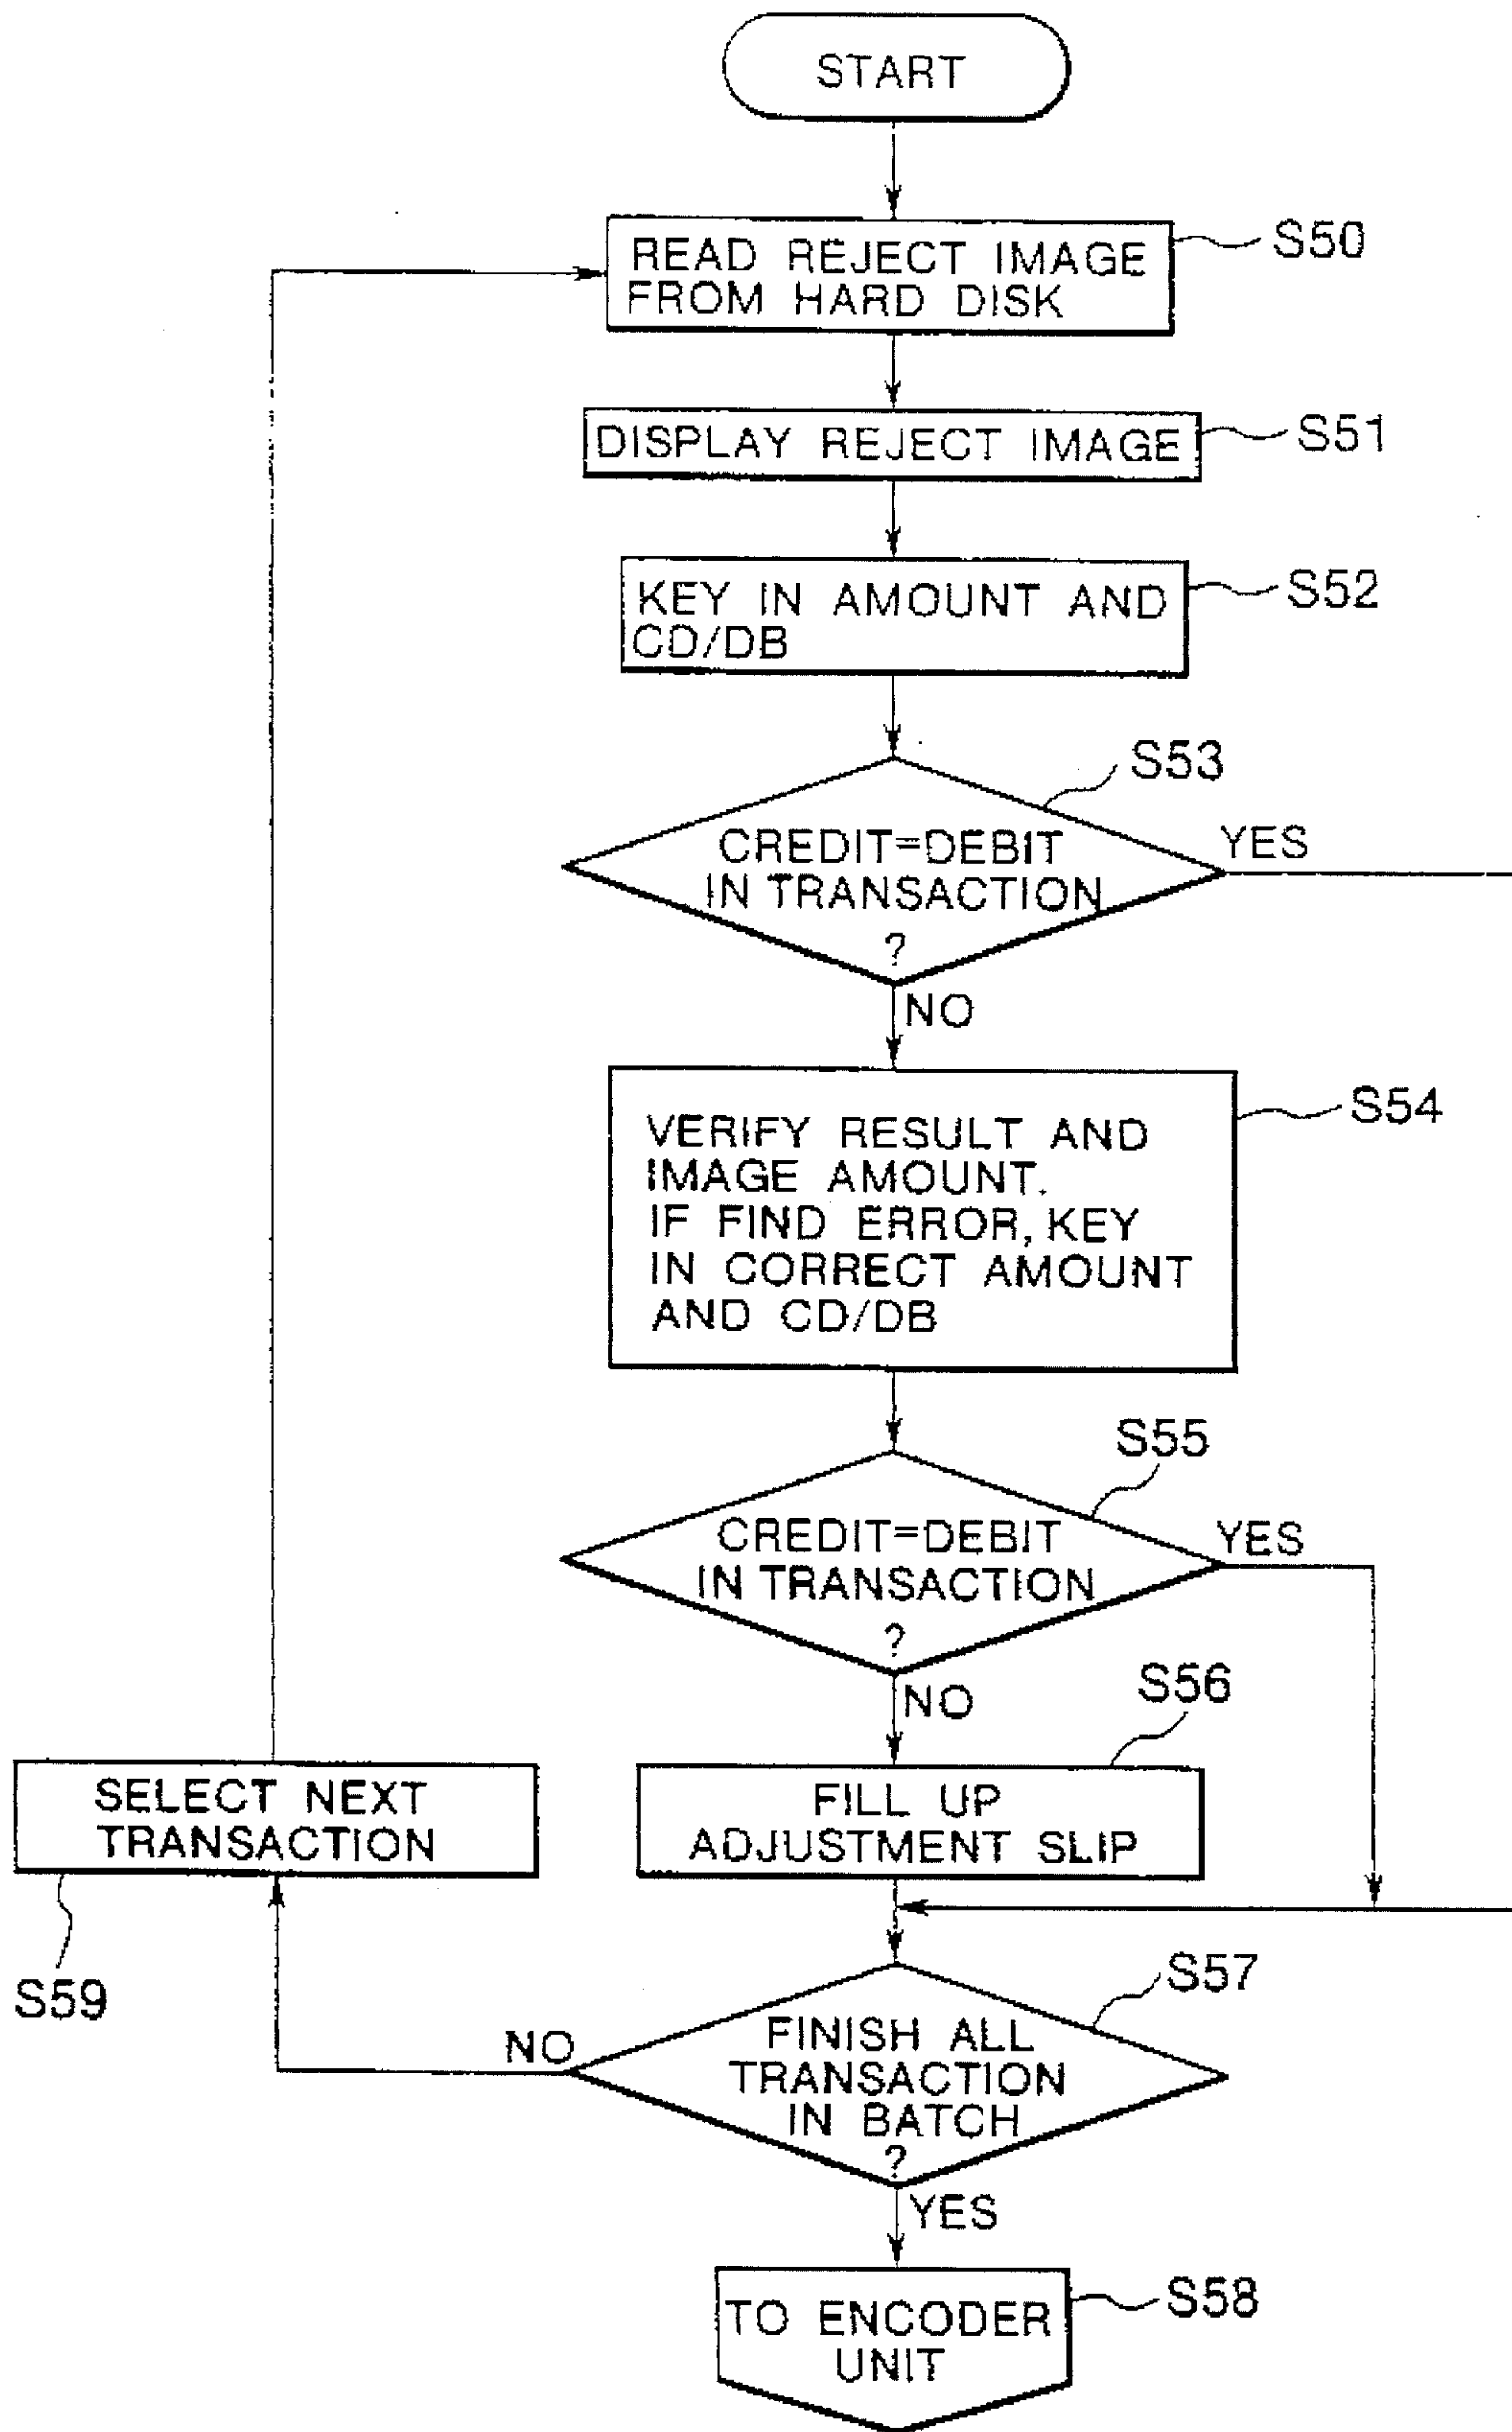 START
READ REJECT IMAGE
FROM HARD DISK
S50
DISPLAY REJECT IMAGE
S51
KEY IN AMOUNT AND
CD/DB
S52
S53
CREDIT=DEBIT
IN TRANSACTION
?
YES
NO
VERIFY RESULT AND
IMAGE AMOUNT.
IF FIND ERROR, KEY
IN CORRECT AMOUNT
AND CD/DB
S54
S55
CREDIT=DEBIT
IN TRANSACTION
?
YES
NO
S56
FILL UP
ADJUSTMENT SLIP
SELECT NEXT
TRANSACTION
S59
S57
FINISH ALL
TRANSACTION
IN BATCH
?
NO
YES
TO ENCODER
UNIT
S58